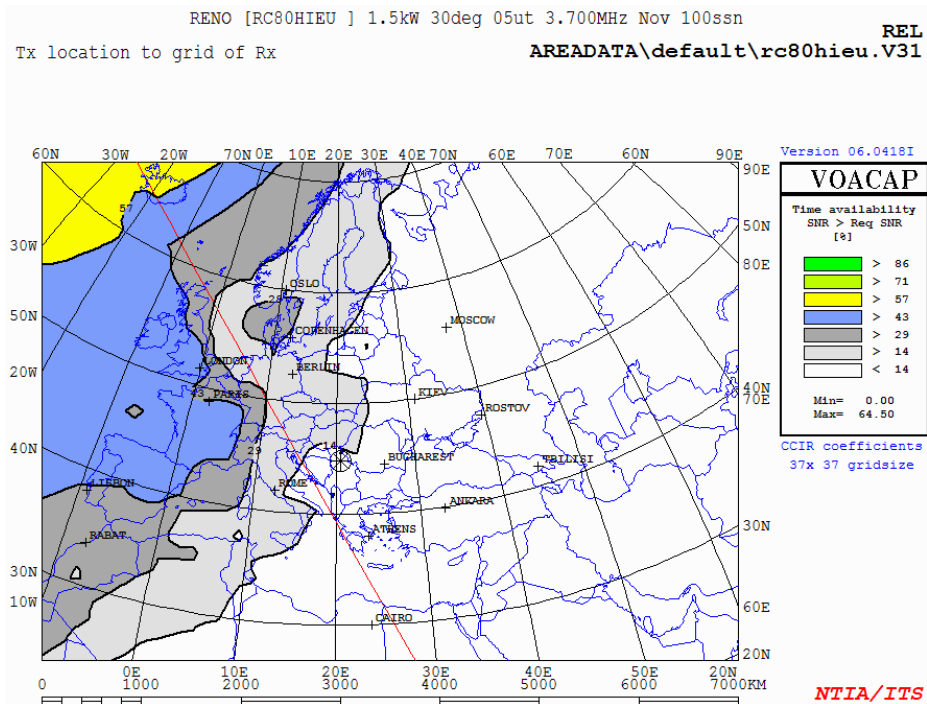 RENO [RC80HIEU ] 1.5kW 30deg 05ut 3.700MHz Nov 100ssn
REL
Tx location to grid of Rx
AREADATA\default\rc80hieu.V31
Version 06.0418I
VOACAP
Time availability
SNR > Req SNR
[%]
> 86
> 71
> 57
> 43
> 29
> 14
< 14
Min= 0.00
Max= 64.50
CCIR coefficients
37x 37 gridsize
60N 30W 20W 70N 0E 10E 20E 30E 40E 70N 60E 70E 60N 90E
90E
50N
80E
40N
70E
30N
60E
20N
30W
50N
20W
40N
30N
10W
57
OSLO
28
COPENHAGEN
MOSCOW
LONDON
BERLIN
43 PARIS
KIEV
ROSTOV
29
14
BUCHAREST
TBILISI
LISBON
ROME
ANKARA
RABAT
ATHENS
CAIRO
0E 10E 20E 30E 40E
0 1000 2000 3000 4000 5000 6000 7000KM
NTIA/ITS